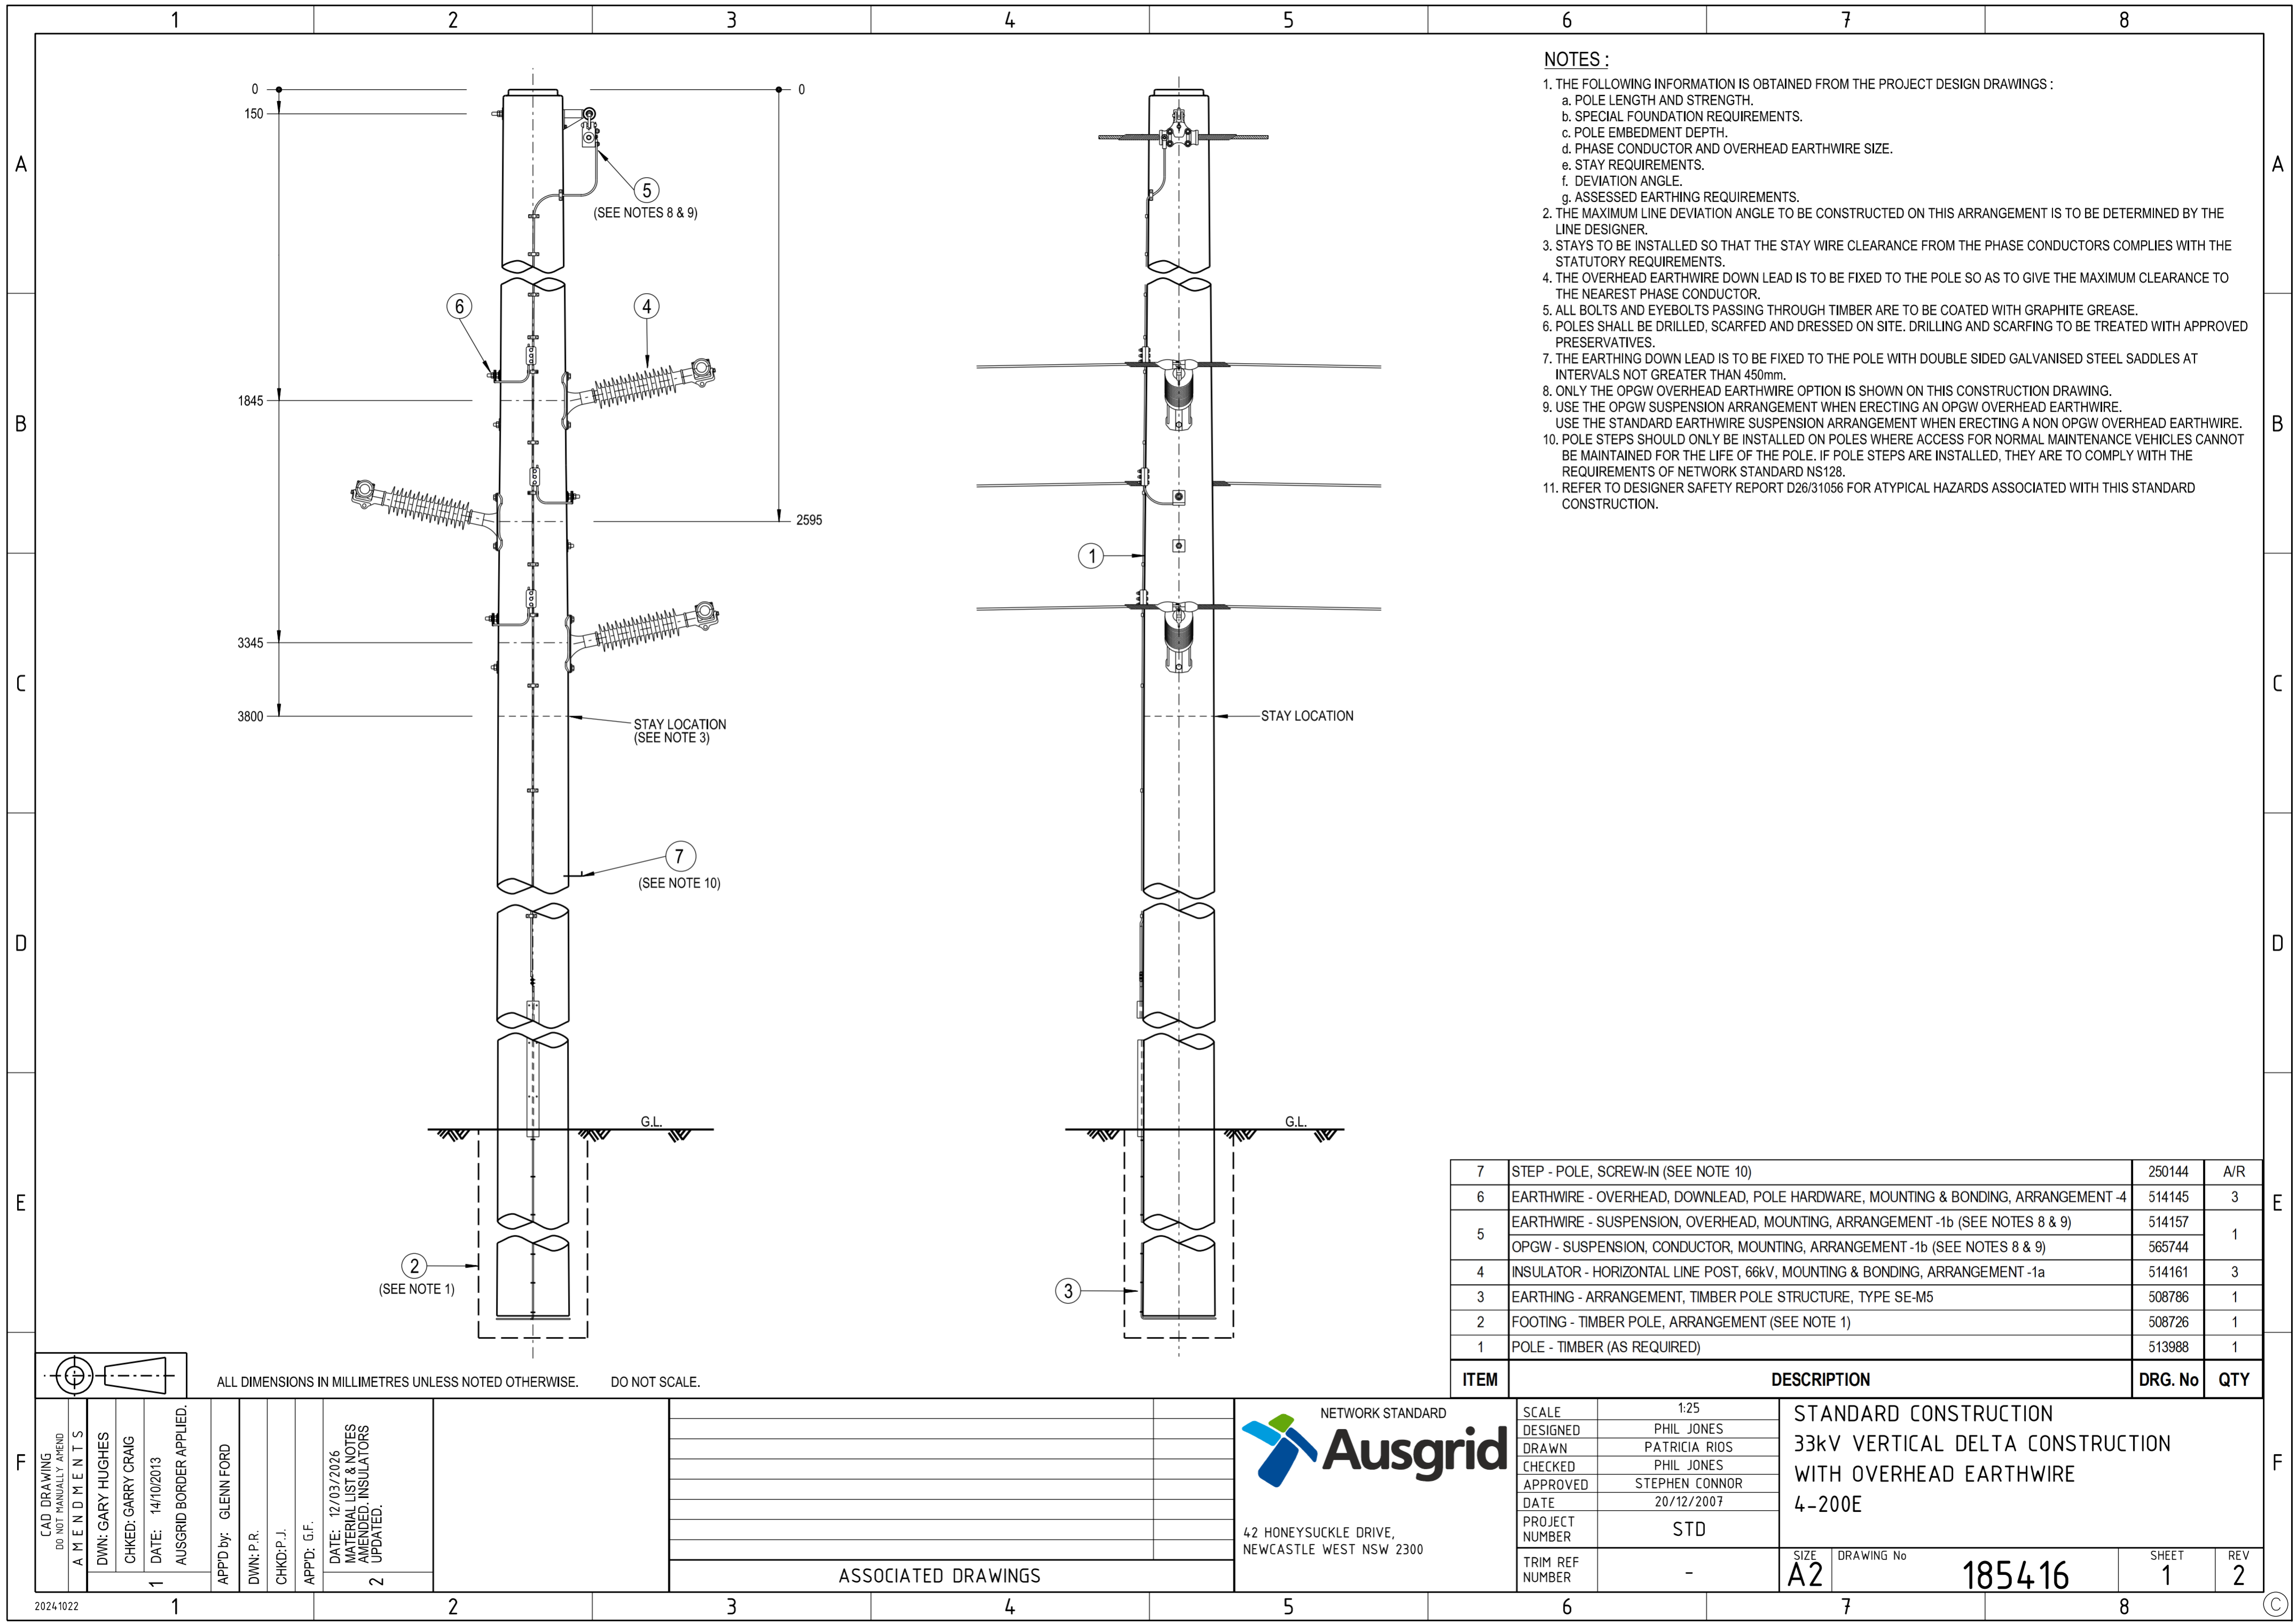 1 2 3 4 5 6 7 8
A
B
C
D
E
F
A
B
C
D
E
F
0
150
1845
3345
3800
0
2595
5
(SEE NOTES 8 & 9)
6
4
STAY LOCATION
(SEE NOTE 3)
7
(SEE NOTE 10)
G.L.
2
(SEE NOTE 1)
1
STAY LOCATION
G.L.
3
NOTES :
1. THE FOLLOWING INFORMATION IS OBTAINED FROM THE PROJECT DESIGN DRAWINGS :
a. POLE LENGTH AND STRENGTH.
b. SPECIAL FOUNDATION REQUIREMENTS.
c. POLE EMBEDMENT DEPTH.
d. PHASE CONDUCTOR AND OVERHEAD EARTHWIRE SIZE.
e. STAY REQUIREMENTS.
f. DEVIATION ANGLE.
g. ASSESSED EARTHING REQUIREMENTS.
2. THE MAXIMUM LINE DEVIATION ANGLE TO BE CONSTRUCTED ON THIS ARRANGEMENT IS TO BE DETERMINED BY THE
LINE DESIGNER.
3. STAYS TO BE INSTALLED SO THAT THE STAY WIRE CLEARANCE FROM THE PHASE CONDUCTORS COMPLIES WITH THE
STATUTORY REQUIREMENTS.
4. THE OVERHEAD EARTHWIRE DOWN LEAD IS TO BE FIXED TO THE POLE SO AS TO GIVE THE MAXIMUM CLEARANCE TO
THE NEAREST PHASE CONDUCTOR.
5. ALL BOLTS AND EYEBOLTS PASSING THROUGH TIMBER ARE TO BE COATED WITH GRAPHITE GREASE.
6. POLES SHALL BE DRILLED, SCARFED AND DRESSED ON SITE. DRILLING AND SCARFING TO BE TREATED WITH APPROVED
PRESERVATIVES.
7. THE EARTHING DOWN LEAD IS TO BE FIXED TO THE POLE WITH DOUBLE SIDED GALVANISED STEEL SADDLES AT
INTERVALS NOT GREATER THAN 450mm.
8. ONLY THE OPGW OVERHEAD EARTHWIRE OPTION IS SHOWN ON THIS CONSTRUCTION DRAWING.
9. USE THE OPGW SUSPENSION ARRANGEMENT WHEN ERECTING AN OPGW OVERHEAD EARTHWIRE.
USE THE STANDARD EARTHWIRE SUSPENSION ARRANGEMENT WHEN ERECTING A NON OPGW OVERHEAD EARTHWIRE.
10. POLE STEPS SHOULD ONLY BE INSTALLED ON POLES WHERE ACCESS FOR NORMAL MAINTENANCE VEHICLES CANNOT
BE MAINTAINED FOR THE LIFE OF THE POLE. IF POLE STEPS ARE INSTALLED, THEY ARE TO COMPLY WITH THE
REQUIREMENTS OF NETWORK STANDARD NS128.
11. REFER TO DESIGNER SAFETY REPORT D26/31056 FOR ATYPICAL HAZARDS ASSOCIATED WITH THIS STANDARD
CONSTRUCTION.
7 STEP - POLE, SCREW-IN (SEE NOTE 10) 250144 A/R
6 EARTHWIRE - OVERHEAD, DOWNLEAD, POLE HARDWARE, MOUNTING & BONDING, ARRANGEMENT -4 514145 3
5 EARTHWIRE - SUSPENSION, OVERHEAD, MOUNTING, ARRANGEMENT -1b (SEE NOTES 8 & 9) 514157 1
OPGW - SUSPENSION, CONDUCTOR, MOUNTING, ARRANGEMENT -1b (SEE NOTES 8 & 9) 565744
4 INSULATOR - HORIZONTAL LINE POST, 66kV, MOUNTING & BONDING, ARRANGEMENT -1a 514161 3
3 EARTHING - ARRANGEMENT, TIMBER POLE STRUCTURE, TYPE SE-M5 508786 1
2 FOOTING - TIMBER POLE, ARRANGEMENT (SEE NOTE 1) 508726 1
1 POLE - TIMBER (AS REQUIRED) 513988 1
ITEM DESCRIPTION DRG. No QTY
ALL DIMENSIONS IN MILLIMETRES UNLESS NOTED OTHERWISE. DO NOT SCALE.
CAD DRAWING
DO NOT MANUALLY AMEND
AMENDMENTS
DWN: GARY HUGHES
CHKED: GARRY CRAIG
DATE: 14/10/2013
AUSGRID BORDER APPLIED.
1
APP'D by: GLENN FORD
DWN: P.R.
CHKD: P.J.
APP'D: G.F.
DATE: 12/03/2026
MATERIAL LIST & NOTES
AMENDED. INSULATORS
UPDATED.
2
ASSOCIATED DRAWINGS
NETWORK STANDARD
Ausgrid
42 HONEYSUCKLE DRIVE,
NEWCASTLE WEST NSW 2300
SCALE 1:25
DESIGNED PHIL JONES
DRAWN PATRICIA RIOS
CHECKED PHIL JONES
APPROVED STEPHEN CONNOR
DATE 20/12/2007
PROJECT
NUMBER STD
TRIM REF
NUMBER -
STANDARD CONSTRUCTION
33kV VERTICAL DELTA CONSTRUCTION
WITH OVERHEAD EARTHWIRE
4-200E
SIZE
A2
DRAWING No
185416
SHEET
1
REV
2
20241022
1 2 3 4 5 6 7 8
©